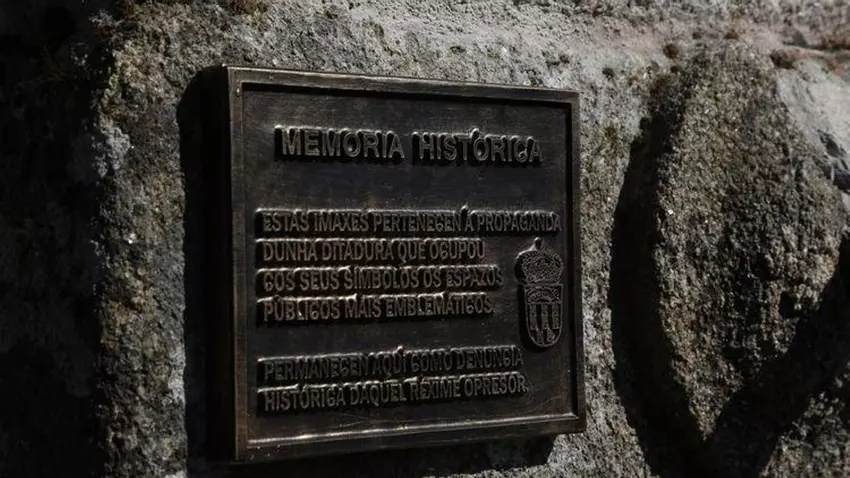 MEMORIA HISTÓRICA
ESTAS IMAXES PERTENECEN Á PROPAGANDA
DUNHA DITADURA QUE OCUPOU
COS SEUS SÍMBOLOS OS ESPAZOS
PÚBLICOS MAIS EMBLEMÁTICOS.
PERMANECEN AQUÍ COMO DENUNCIA
HISTÓRICA DAQUEL RÉXIME OPRESOR.